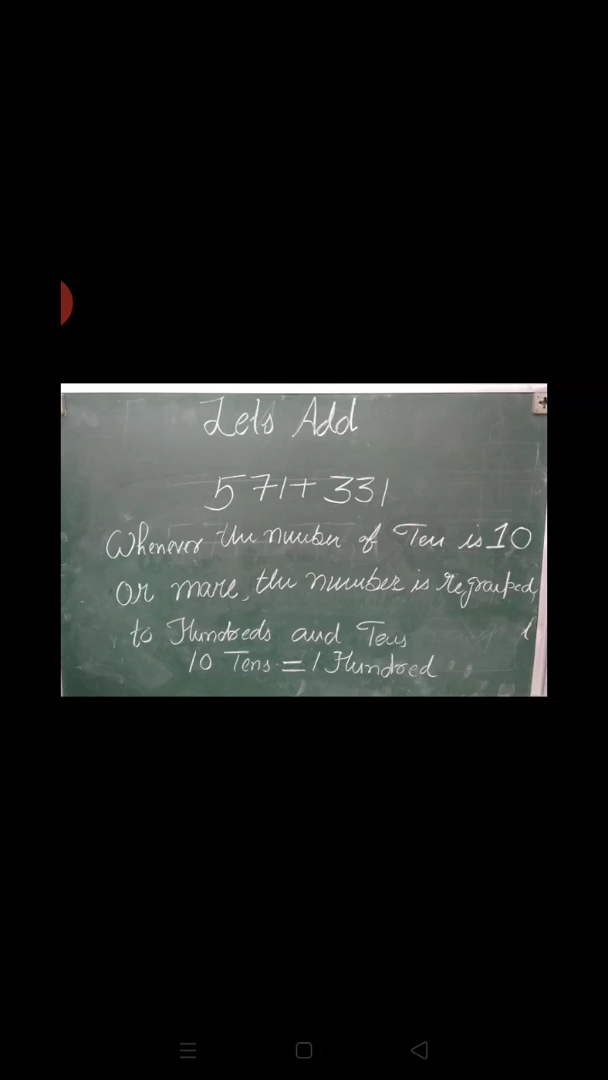 Lets Add
571+ 331
Whenever the number of Ten is 10
or more, the number is regrouped
to Hundreds and Tens
10 Tens = 1 Hundred